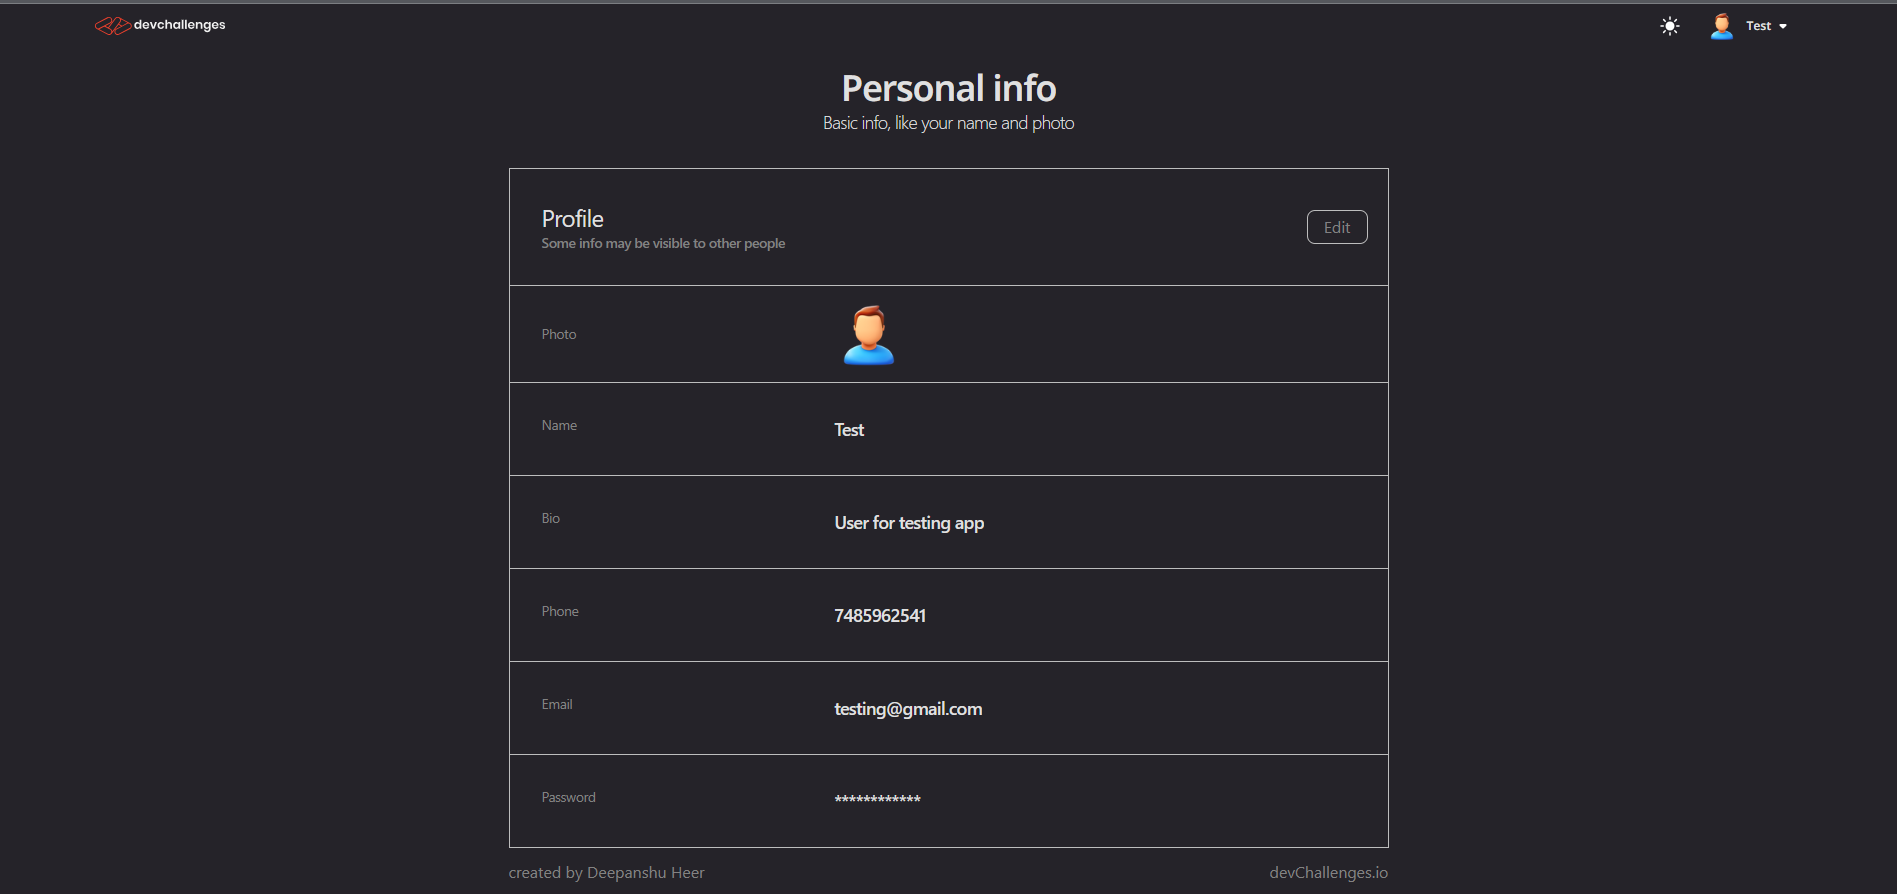 devchallenges
Test
Personal info
Basic info, like your name and photo
Profile
Some info may be visible to other people
Edit
Photo
Name
Test
Bio
User for testing app
Phone
7485962541
Email
testing@gmail.com
Password
************
created by Deepanshu Heer
devChallenges.io